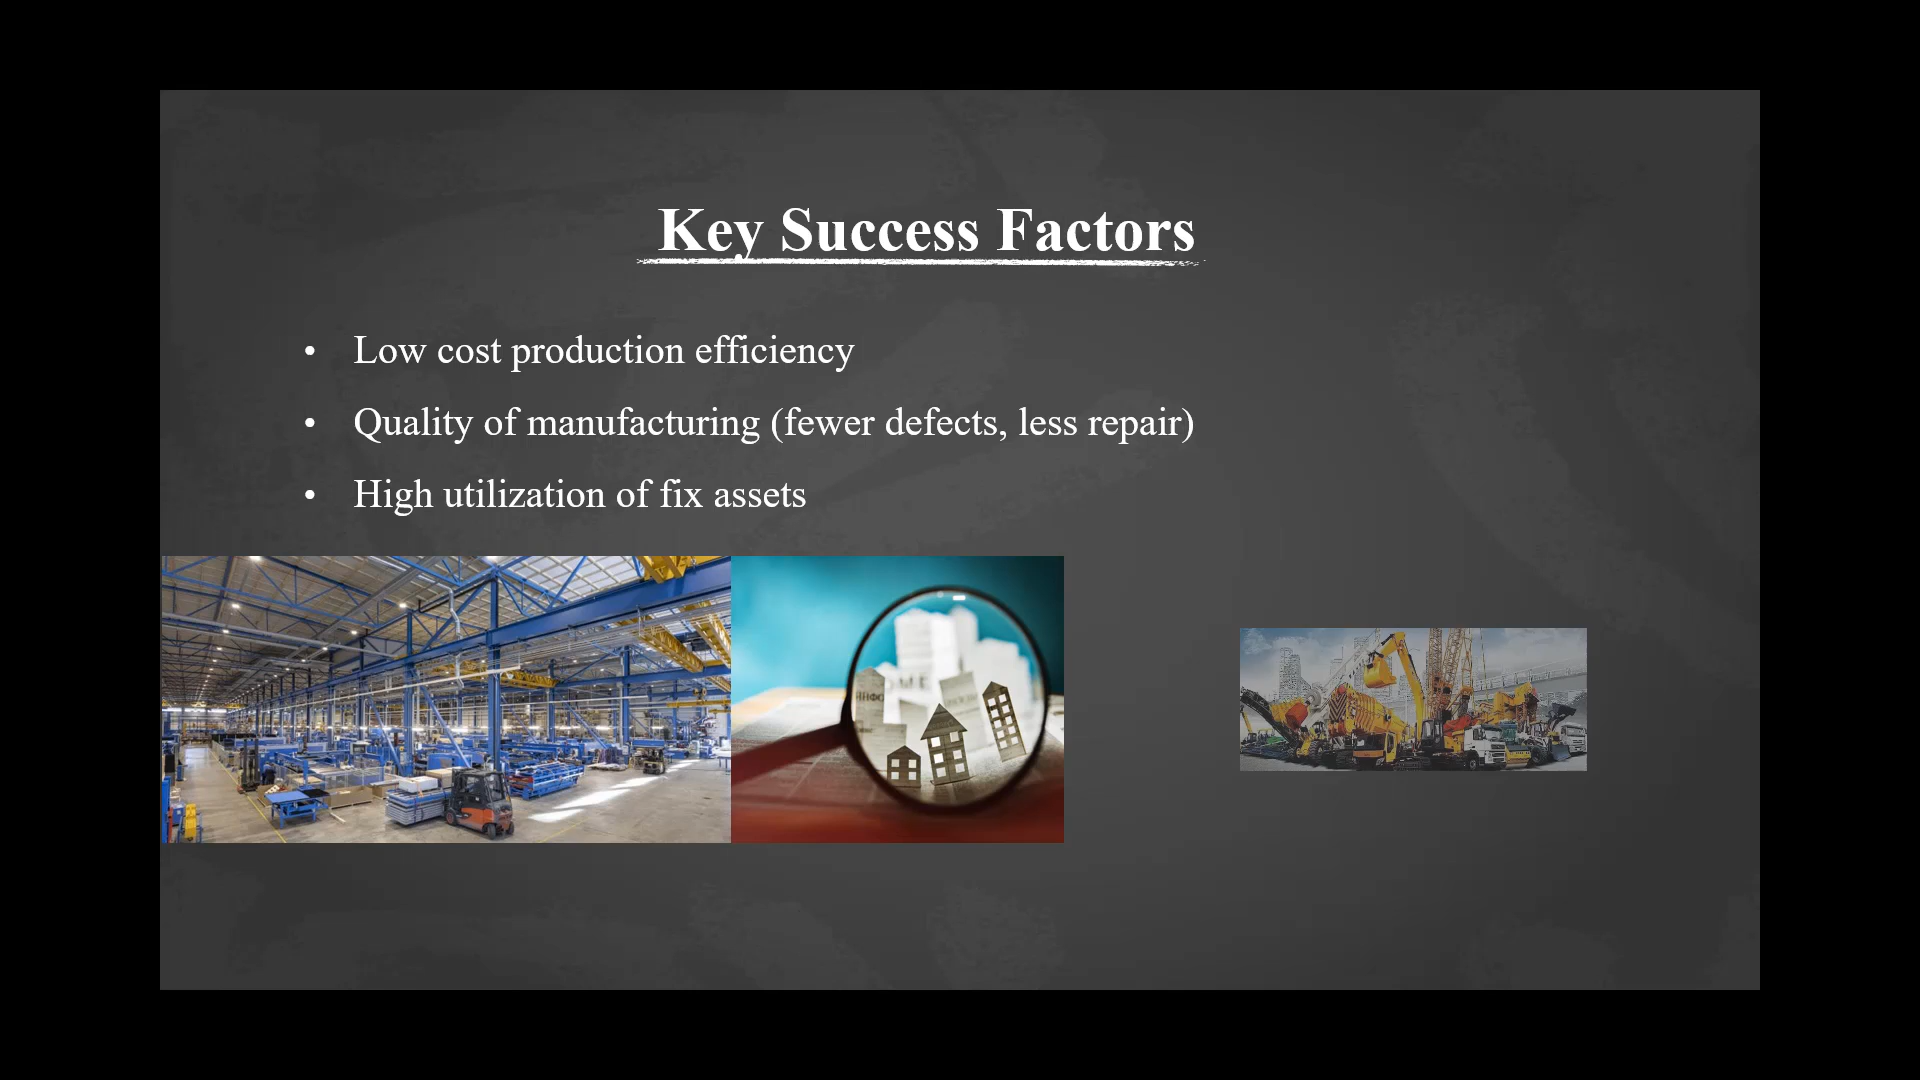 Key Success Factors
• Low cost production efficiency
• Quality of manufacturing (fewer defects, less repair)
• High utilization of fix assets